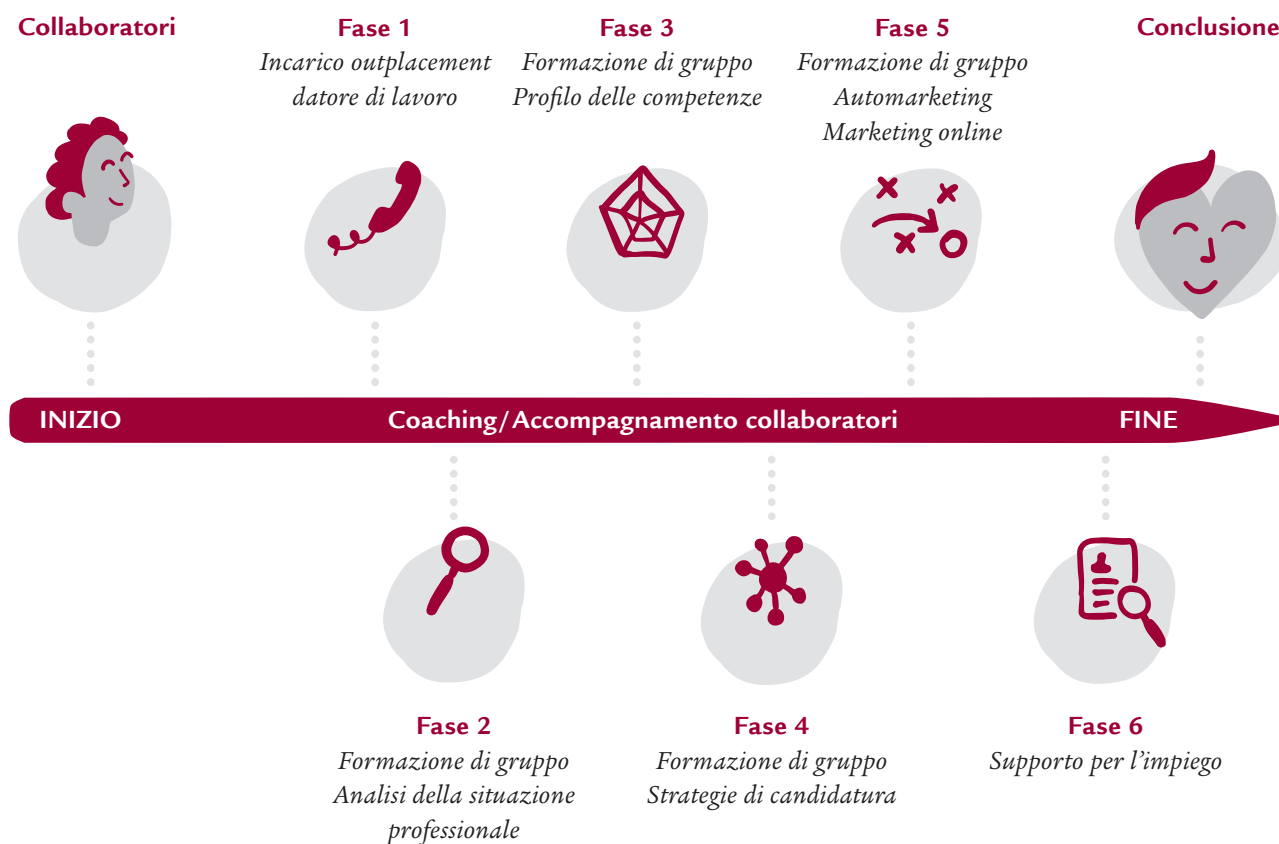 Collaboratori
Fase 1
Incarico outplacement
datore di lavoro
Fase 3
Formazione di gruppo
Profilo delle competenze
Fase 5
Formazione di gruppo
Automarketing
Marketing online
Conclusione
INIZIO
Coaching/Accompagnamento collaboratori
FINE
Fase 2
Formazione di gruppo
Analisi della situazione
professionale
Fase 4
Formazione di gruppo
Strategie di candidatura
Fase 6
Supporto per l'impiego